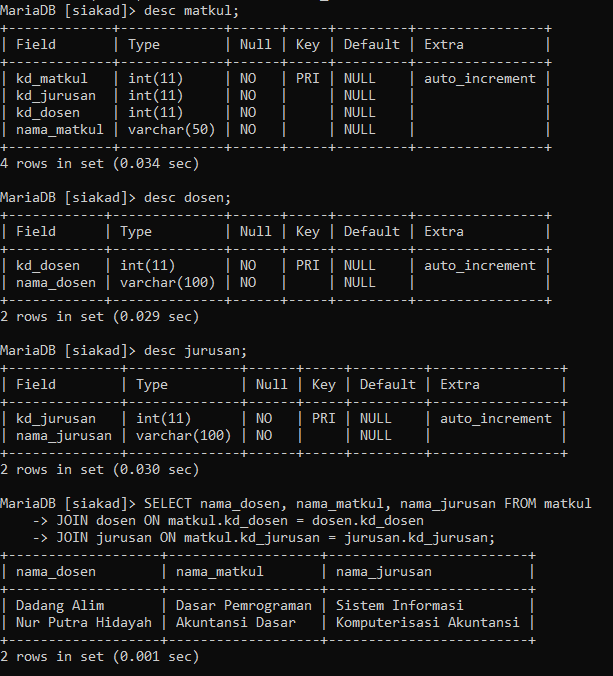 MariaDB [siakad]> desc matkul;
+-------------+-------------+------+-----+---------+----------------+
| Field       | Type        | Null | Key | Default | Extra          |
+-------------+-------------+------+-----+---------+----------------+
| kd_matkul   | int(11)     | NO   | PRI | NULL    | auto_increment |
| kd_jurusan  | int(11)     | NO   |     | NULL    |                |
| kd_dosen    | int(11)     | NO   |     | NULL    |                |
| nama_matkul | varchar(50) | NO   |     | NULL    |                |
+-------------+-------------+------+-----+---------+----------------+
4 rows in set (0.034 sec)

MariaDB [siakad]> desc dosen;
+------------+--------------+------+-----+---------+----------------+
| Field      | Type         | Null | Key | Default | Extra          |
+------------+--------------+------+-----+---------+----------------+
| kd_dosen   | int(11)      | NO   | PRI | NULL    | auto_increment |
| nama_dosen | varchar(100) | NO   |     | NULL    |                |
+------------+--------------+------+-----+---------+----------------+
2 rows in set (0.029 sec)

MariaDB [siakad]> desc jurusan;
+--------------+--------------+------+-----+---------+----------------+
| Field        | Type         | Null | Key | Default | Extra          |
+--------------+--------------+------+-----+---------+----------------+
| kd_jurusan   | int(11)      | NO   | PRI | NULL    | auto_increment |
| nama_jurusan | varchar(100) | NO   |     | NULL    |                |
+--------------+--------------+------+-----+---------+----------------+
2 rows in set (0.030 sec)

MariaDB [siakad]> SELECT nama_dosen, nama_matkul, nama_jurusan FROM matkul
    -> JOIN dosen ON matkul.kd_dosen = dosen.kd_dosen
    -> JOIN jurusan ON matkul.kd_jurusan = jurusan.kd_jurusan;
+-------------------+-------------------+------------------------+
| nama_dosen        | nama_matkul       | nama_jurusan           |
+-------------------+-------------------+------------------------+
| Dadang Alim       | Dasar Pemrograman | Sistem Informasi       |
| Nur Putra Hidayah | Akuntansi Dasar   | Komputerisasi Akuntansi |
+-------------------+-------------------+------------------------+
2 rows in set (0.001 sec)